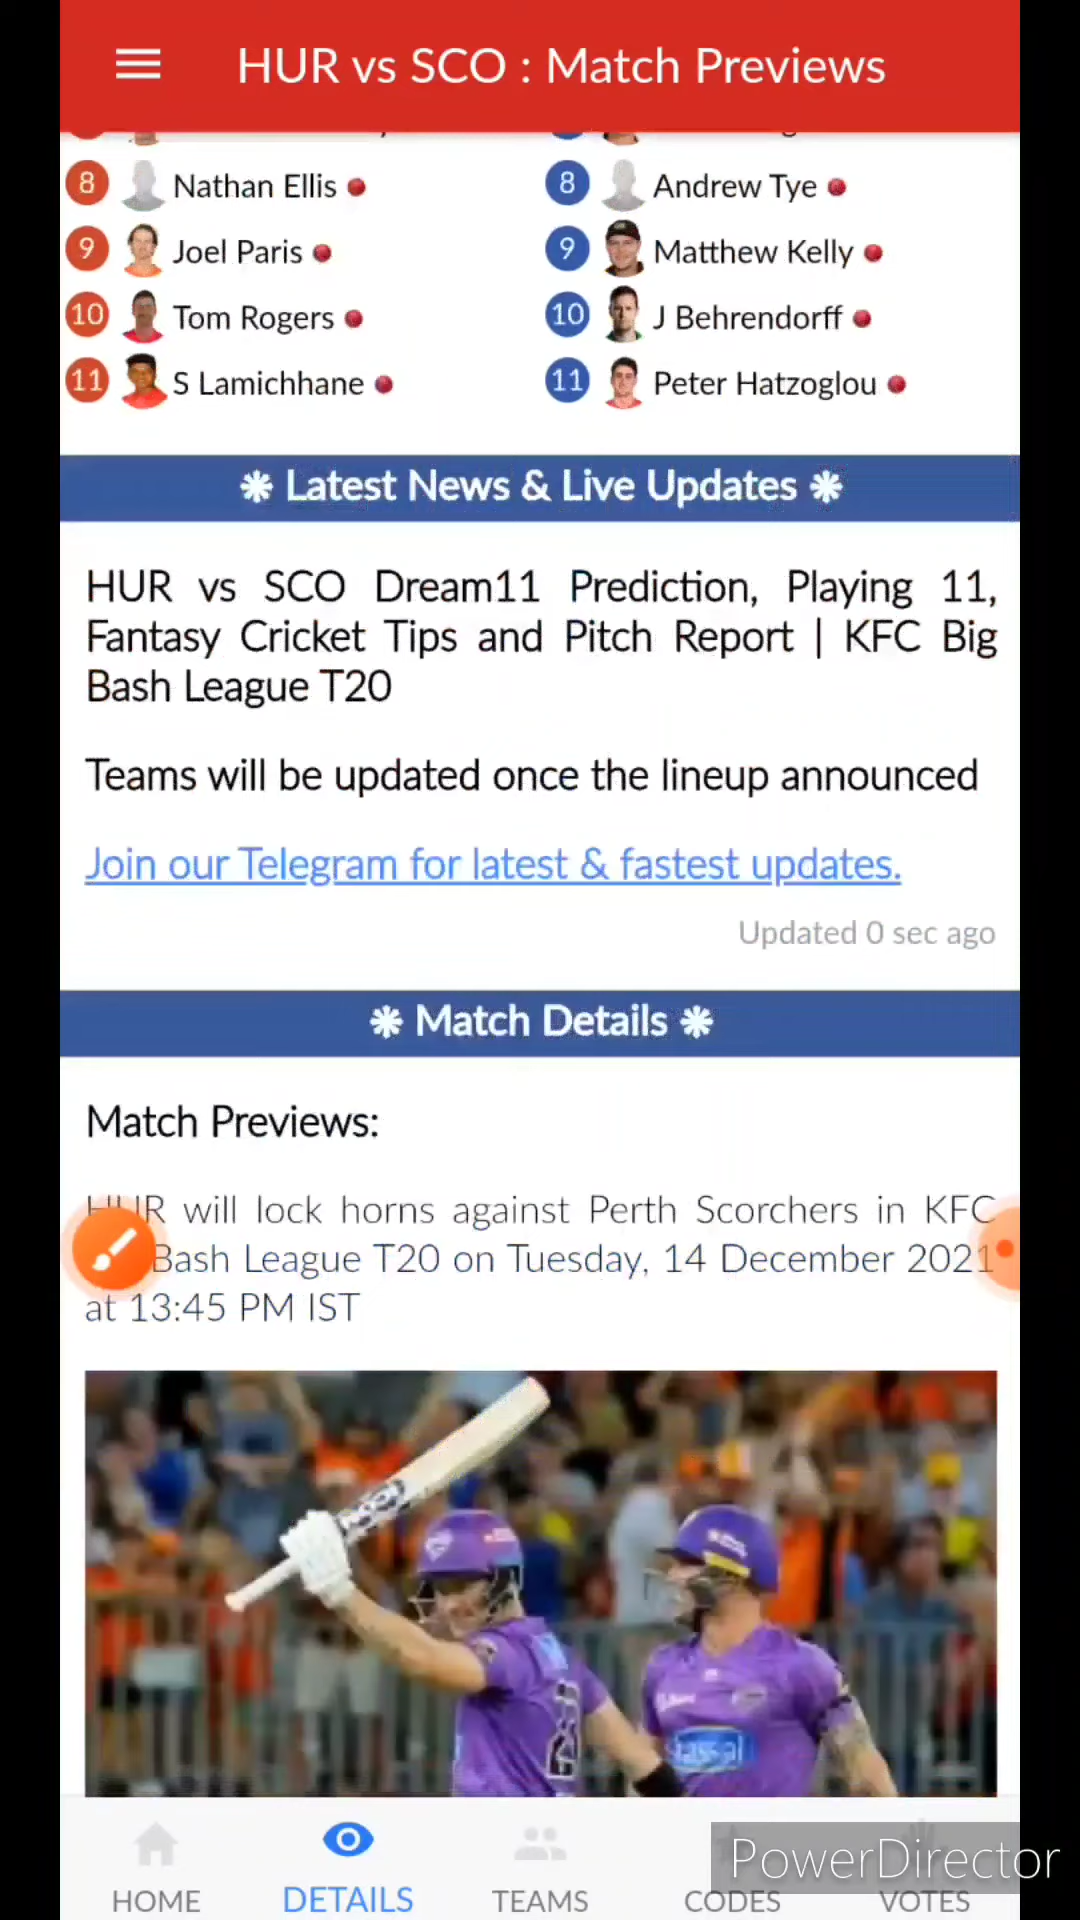 HUR vs SCO : Match Previews
8 Nathan Ellis
8 Andrew Tye
9 Joel Paris
9 Matthew Kelly
10 Tom Rogers
10 J Behrendorff
11 S Lamichhane
11 Peter Hatzoglou
Latest News & Live Updates
HUR vs SCO Dream11 Prediction, Playing 11,
Fantasy Cricket Tips and Pitch Report | KFC Big
Bash League T20
Teams will be updated once the lineup announced
Join our Telegram for latest & fastest updates.
Updated 0 sec ago
Match Details
Match Previews:
HUR will lock horns against Perth Scorchers in KFC
Bash League T20 on Tuesday, 14 December 2021
at 13:45 PM IST
tassal
HOME
DETAILS
TEAMS
CODES
VOTES
PowerDirector